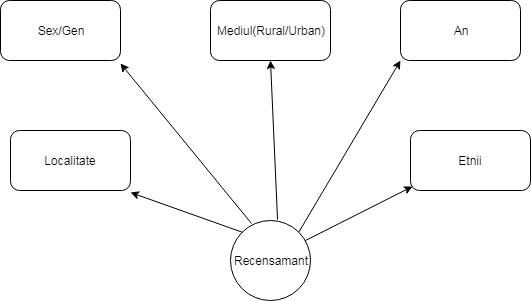 Sex/Gen
Mediul(Rural/Urban)
An
Localitate
Etnii
Recensamant